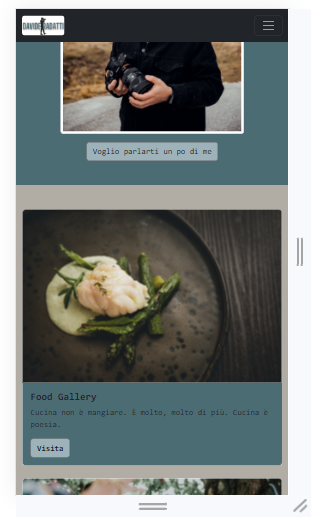 DAVIDE BADATTI
Voglio parlarti un po di me
Food Gallery
Cucina non è mangiare. È molto, molto di più. Cucina è
poesia.
Visita